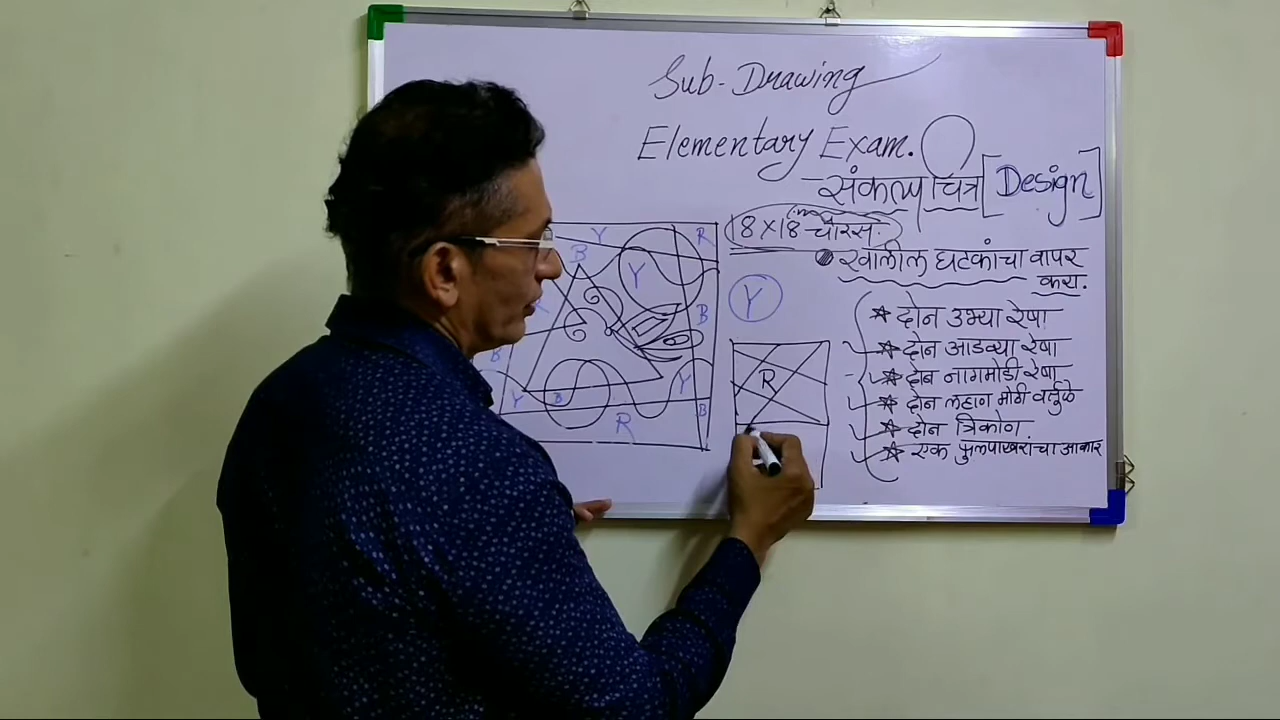 Sub-Drawing
Elementary Exam.
संकल्प चित्र [Design]
18 X 18 चौरस.
खालील घटकांचा वापर
करा.
★ दोन उभ्या रेषा
★ दोन आडव्या रेषा
★ दोन नागमोडी रेषा
★ दोन लहान मोठी वर्तुळे
★ दोन त्रिकोण
★ एक फुलपाखरांचा आकार
Y
R
B
Y
B
B
Y
Y
B
B
R
Y
R